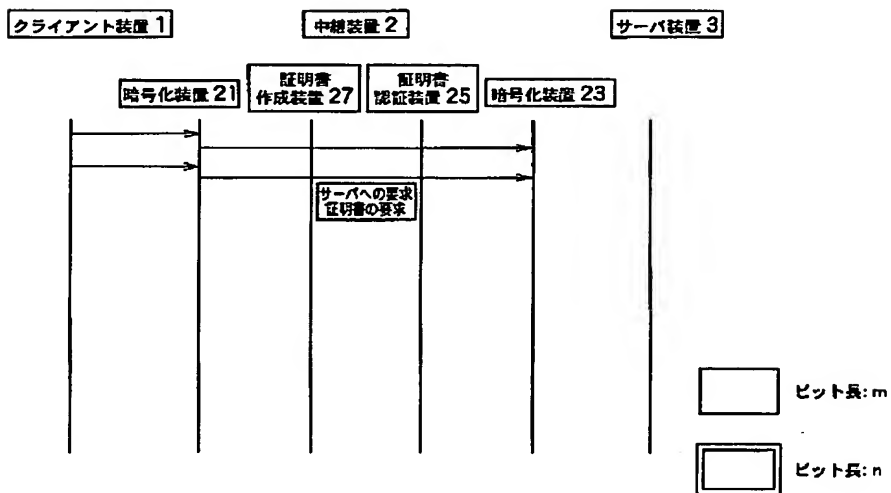 クライアント装置 1
中継装置 2
サーバ装置 3
暗号化装置 21
証明書
作成装置 27
証明書
認証装置 25
暗号化装置 23
サーバへの要求
証明書の要求
ビット長: m
ビット長: n